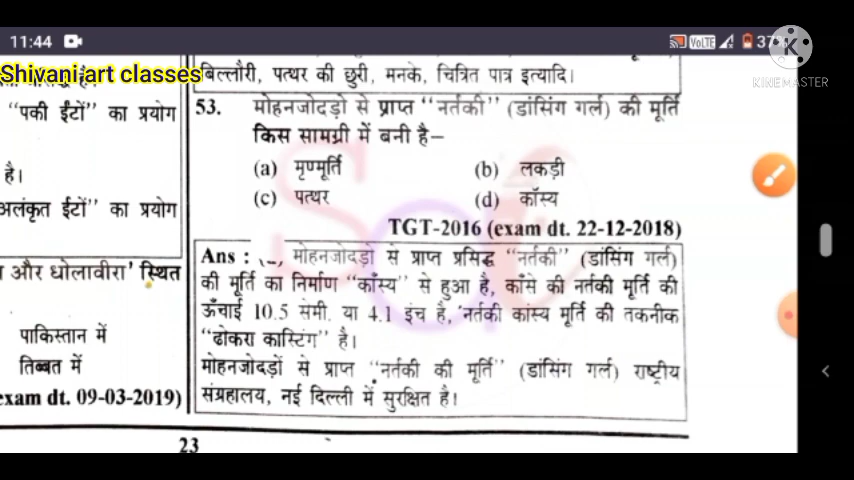 11:44
VoLTE
37%
KINEMASTER
Shivani art classes
बिल्लौरी, पत्थर की छुरी, मनके, चित्रित पात्र इत्यादि।
"पकी ईंटों" का प्रयोग
है।
अलंकृत ईंटों" का प्रयोग
और धोलावीरा' स्थित
पाकिस्तान में
तिब्बत में
exam dt. 09-03-2019)
53. मोहनजोदड़ो से प्राप्त "नर्तकी" (डांसिंग गर्ल) की मूर्ति
किस सामग्री में बनी है–
(a) मृण्मूर्ति (b) लकड़ी
(c) पत्थर (d) कॉस्य
TGT-2016 (exam dt. 22-12-2018)
Ans : मोहनजोदड़ो से प्राप्त प्रसिद्ध "नर्तकी" (डांसिंग गर्ल)
की मूर्ति का निर्माण "काँस्य" से हुआ है, काँसे की नर्तकी मूर्ति की
ऊँचाई 10.5 सेमी. या 4.1 इंच है, नर्तकी कांस्य मूर्ति की तकनीक
"ढोकरा कास्टिंग" है।
मोहनजोदड़ों से प्राप्त "नर्तकी की मूर्ति" (डांसिंग गर्ल) राष्ट्रीय
संग्रहालय, नई दिल्ली में सुरक्षित है।
23